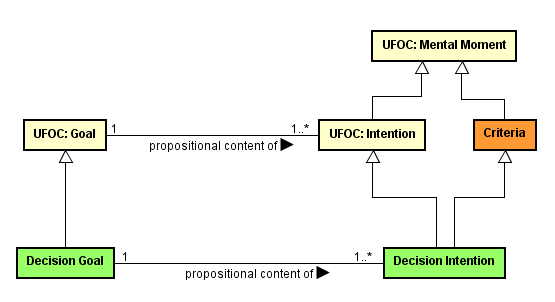 UFOC: Mental Moment
UFOC: Goal
1
1..*
UFOC: Intention
Criteria
propositional content of
Decision Goal
1
1..*
Decision Intention
propositional content of